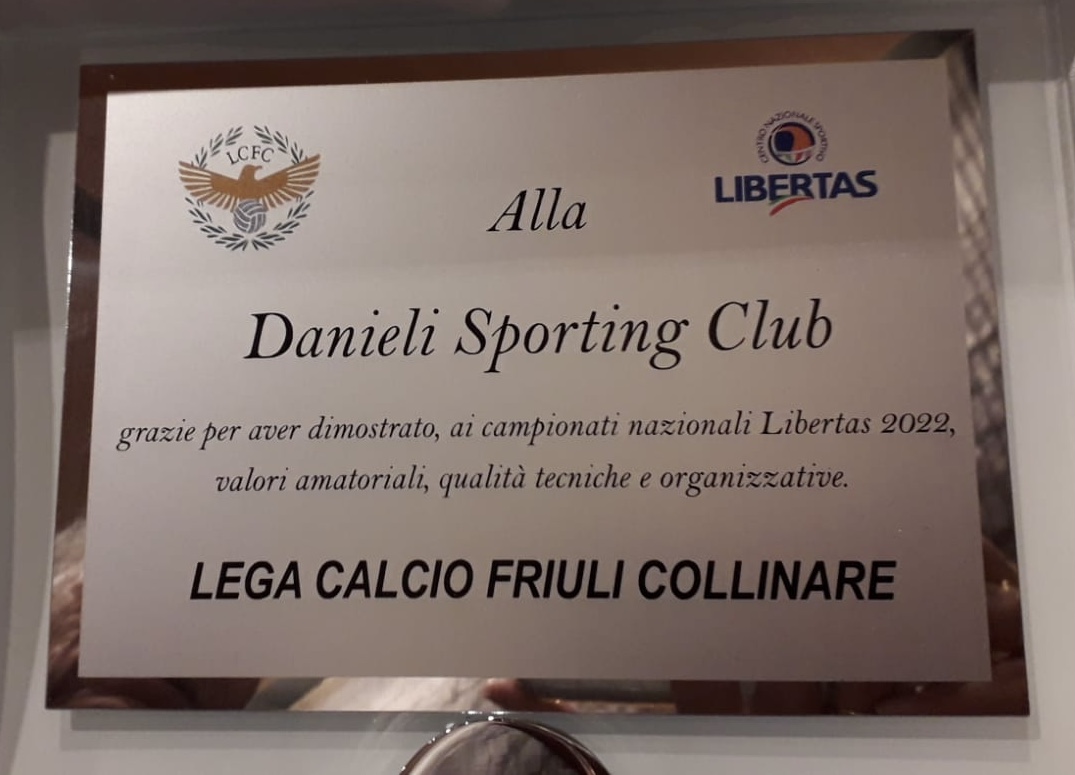 LCFC
CENTRO NAZIONALE SPORTIVO
LIBERTAS
Alla
Danieli Sporting Club
grazie per aver dimostrato, ai campionati nazionali Libertas 2022,
valori amatoriali, qualità tecniche e organizzative.
LEGA CALCIO FRIULI COLLINARE